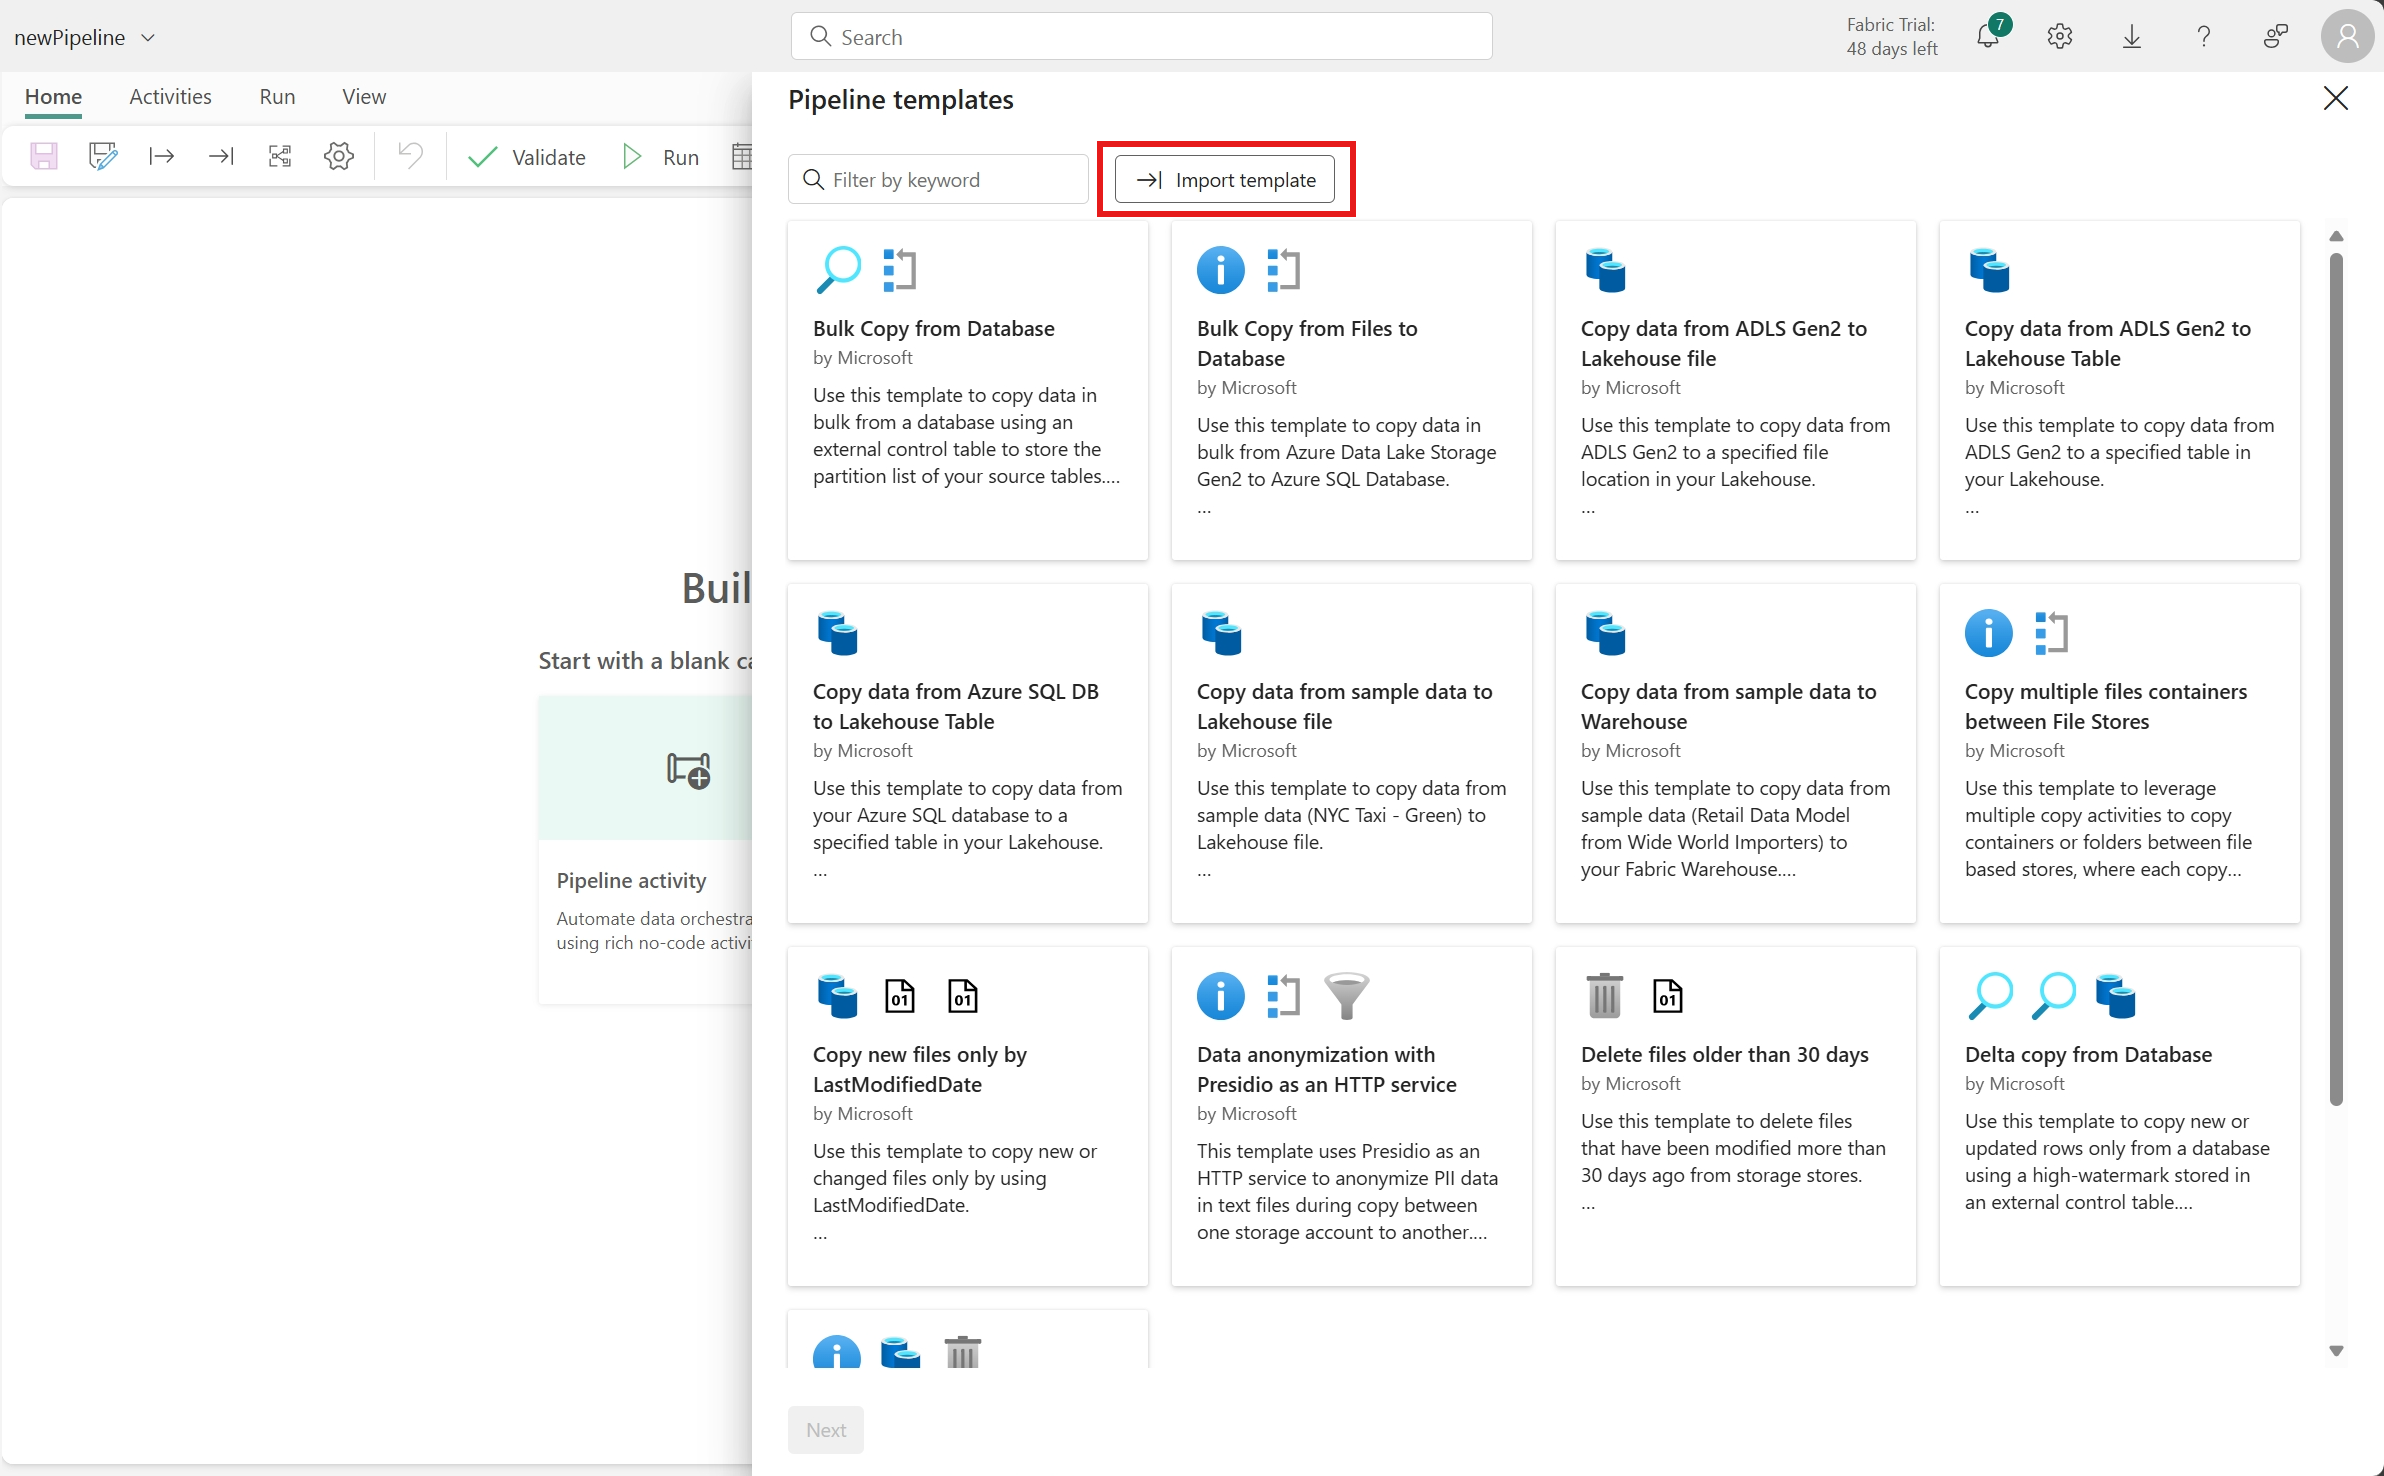 newPipeline
Search
Fabric Trial:
48 days left
7
Home
Activities
Run
View
Validate
Run
Buil
Start with a blank ca
Pipeline activity
Automate data orchestra
using rich no-code activi
Pipeline templates
Filter by keyword
Import template
Bulk Copy from Database
by Microsoft
Use this template to copy data in
bulk from a database using an
external control table to store the
partition list of your source tables....
Bulk Copy from Files to
Database
by Microsoft
Use this template to copy data in
bulk from Azure Data Lake Storage
Gen2 to Azure SQL Database.
...
Copy data from ADLS Gen2 to
Lakehouse file
by Microsoft
Use this template to copy data from
ADLS Gen2 to a specified file
location in your Lakehouse.
...
Copy data from ADLS Gen2 to
Lakehouse Table
by Microsoft
Use this template to copy data from
ADLS Gen2 to a specified table in
your Lakehouse.
...
Copy data from Azure SQL DB
to Lakehouse Table
by Microsoft
Use this template to copy data from
your Azure SQL database to a
specified table in your Lakehouse.
...
Copy data from sample data to
Lakehouse file
by Microsoft
Use this template to copy data from
sample data (NYC Taxi - Green) to
Lakehouse file.
...
Copy data from sample data to
Warehouse
by Microsoft
Use this template to copy data from
sample data (Retail Data Model
from Wide World Importers) to
your Fabric Warehouse....
Copy multiple files containers
between File Stores
by Microsoft
Use this template to leverage
multiple copy activities to copy
containers or folders between file
based stores, where each copy...
01
01
Copy new files only by
LastModifiedDate
by Microsoft
Use this template to copy new or
changed files only by using
LastModifiedDate.
...
Data anonymization with
Presidio as an HTTP service
by Microsoft
This template uses Presidio as an
HTTP service to anonymize PII data
in text files during copy between
one storage account to another....
01
Delete files older than 30 days
by Microsoft
Use this template to delete files
that have been modified more than
30 days ago from storage stores.
...
Delta copy from Database
by Microsoft
Use this template to copy new or
updated rows only from a database
using a high-watermark stored in
an external control table....
Next